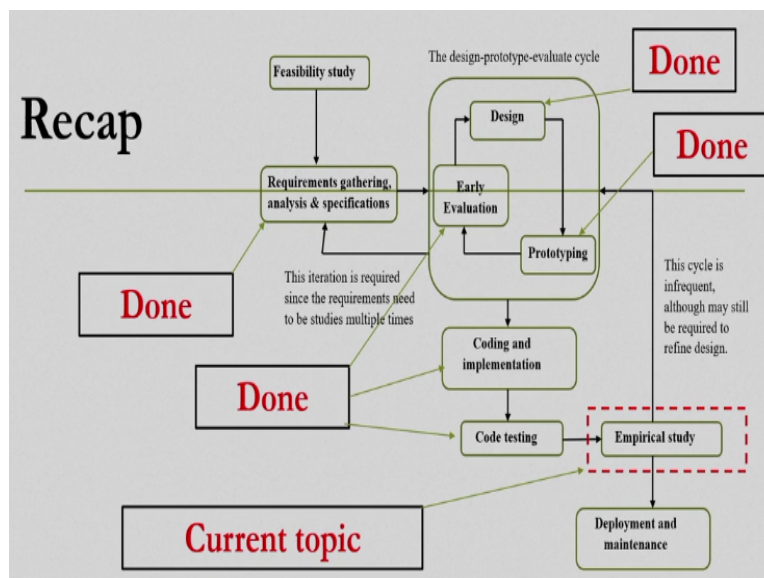 The design-prototype-evaluate cycle
Done
Feasibility study
Recap
Design
Done
Requirements gathering,
analysis & specifications
Early
Evaluation
Prototyping
Done
This iteration is required
since the requirements need
to be studies multiple times
This cycle is
infrequent,
although may still
be required to
refine design.
Coding and
implementation
Done
Code testing
Empirical study
Current topic
Deployment and
maintenance